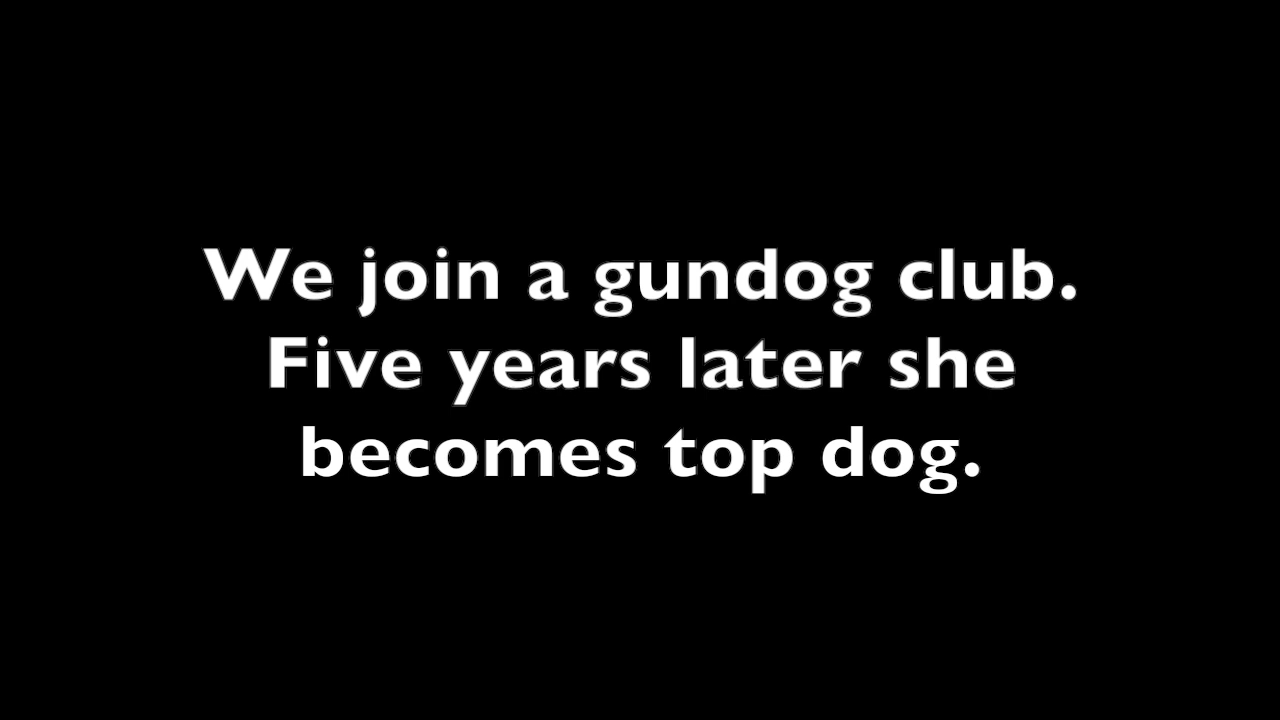 We join a gundog club.
Five years later she
becomes top dog.